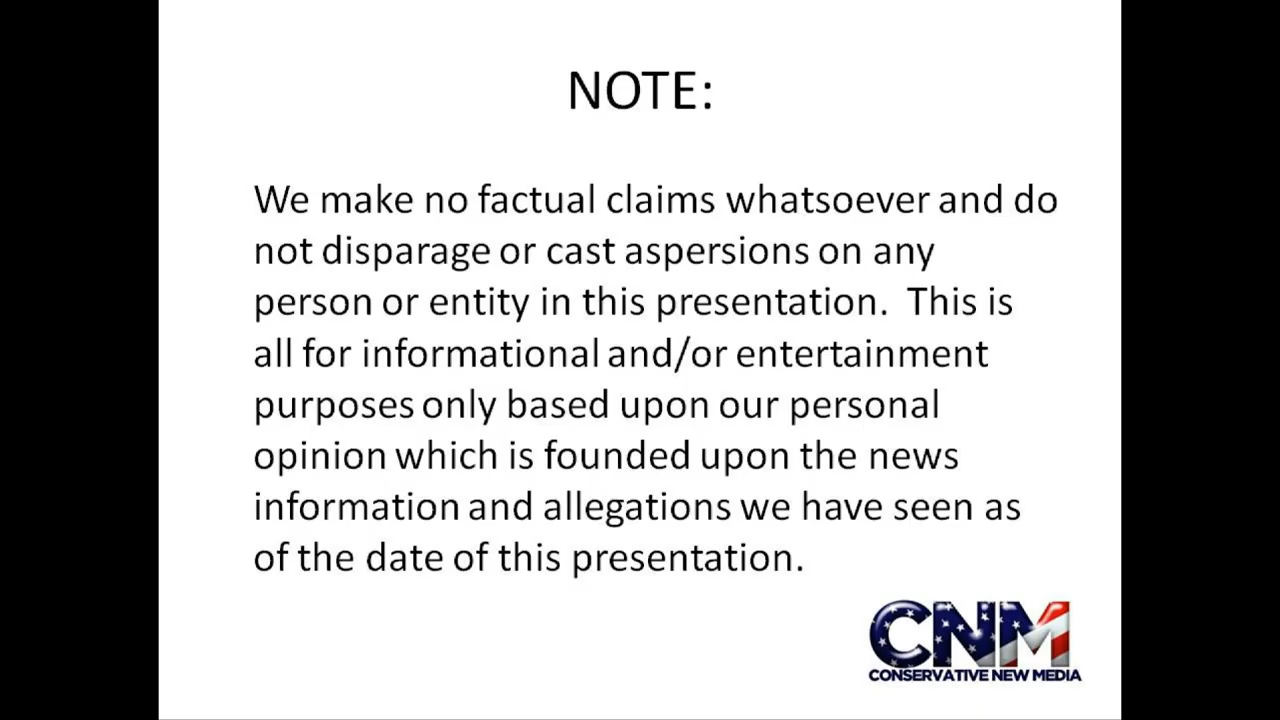 NOTE:
We make no factual claims whatsoever and do
not disparage or cast aspersions on any
person or entity in this presentation.  This is
all for informational and/or entertainment
purposes only based upon our personal
opinion which is founded upon the news
information and allegations we have seen as
of the date of this presentation.
CNM
CONSERVATIVE NEW MEDIA